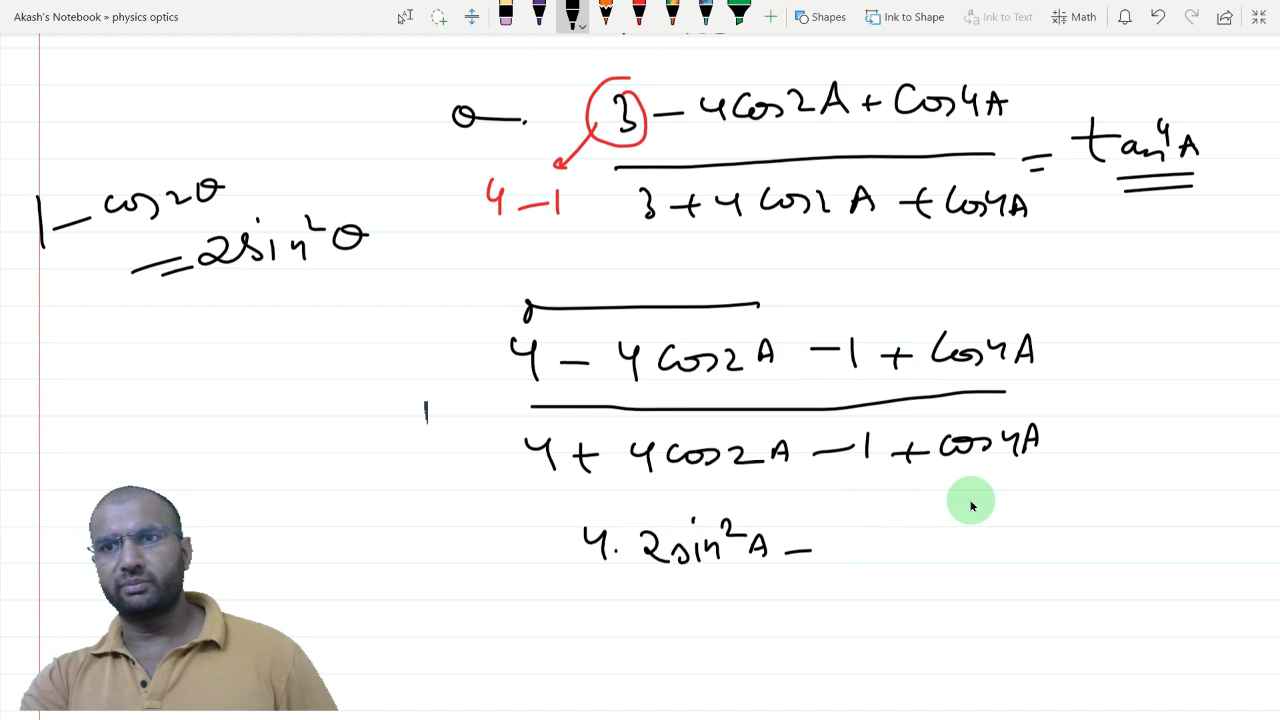 Akash's Notebook » physics optics
Shapes
Ink to Shape
Ink to Text
Math
3 - 4Cos2A + Cos4A
3 + 4Cos2A + Cos4A
= tan⁴A
4 - 1
1 - cos2θ
= 2sin²θ
4 - 4Cos2A - 1 + Cos4A
4 + 4cos2A - 1 + cos4A
4. 2sin²A -